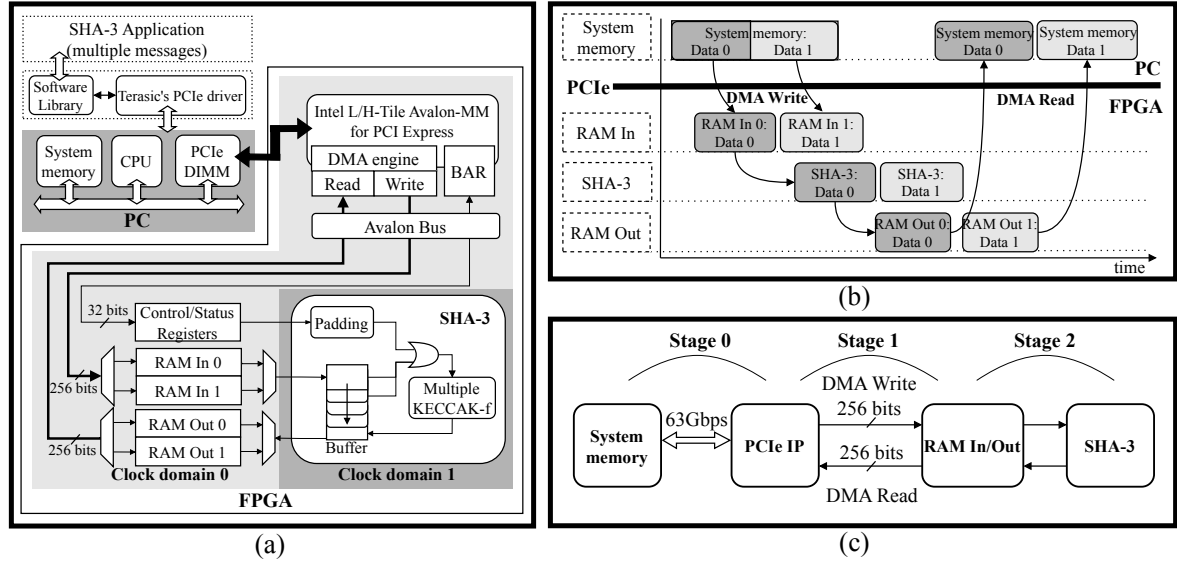 SHA-3 Application
(multiple messages)
Software
Library
Terasic's PCIe driver
System
memory
CPU
PCIe
DIMM
PC
Intel L/H-Tile Avalon-MM
for PCI Express
DMA engine
Read
Write
BAR
Avalon Bus
32 bits
Control/Status
Registers
Padding
SHA-3
RAM In 0
RAM In 1
256 bits
RAM Out 0
RAM Out 1
256 bits
Multiple
KECCAK-f
Buffer
Clock domain 0
Clock domain 1
FPGA
(a)
System
memory
System memory:
Data 0
Data 1
System memory
Data 0
System memory:
Data 1
PCIe
PC
DMA Write
DMA Read
FPGA
RAM In
RAM In 0:
Data 0
RAM In 1:
Data 1
SHA-3
SHA-3:
Data 0
SHA-3:
Data 1
RAM Out
RAM Out 0:
Data 0
RAM Out 1:
Data 1
time
(b)
Stage 0
Stage 1
Stage 2
DMA Write
63Gbps
256 bits
System
memory
PCIe IP
RAM In/Out
SHA-3
256 bits
DMA Read
(c)